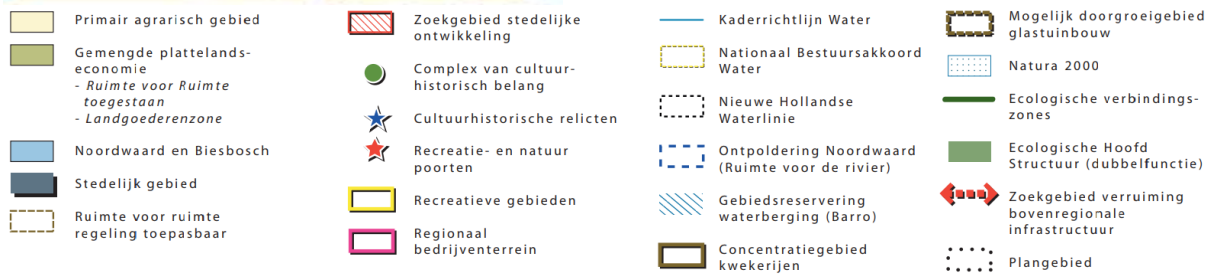 Primair agrarisch gebied
Gemengde plattelands-
economie
- Ruimte voor Ruimte
toegestaan
- Landgoederenzone
Noordwaard en Biesbosch
Stedelijk gebied
Ruimte voor ruimte
regeling toepasbaar
Zoekgebied stedelijke
ontwikkeling
Complex van cultuur-
historisch belang
Cultuurhistorische relicten
Recreatie- en natuur
poorten
Recreatieve gebieden
Regionaal
bedrijventerrein
Kaderrichtlijn Water
Nationaal Bestuursakkoord
Water
Nieuwe Hollandse
Waterlinie
Ontpoldering Noordwaard
(Ruimte voor de rivier)
Gebiedsreservering
waterberging (Barro)
Concentratiegebied
kwekerijen
Mogelijk doorgroeigebied
glastuinbouw
Natura 2000
Ecologische verbindings-
zones
Ecologische Hoofd
Structuur (dubbelfunctie)
Zoekgebied verruiming
bovenregionale
infrastructuur
Plangebied